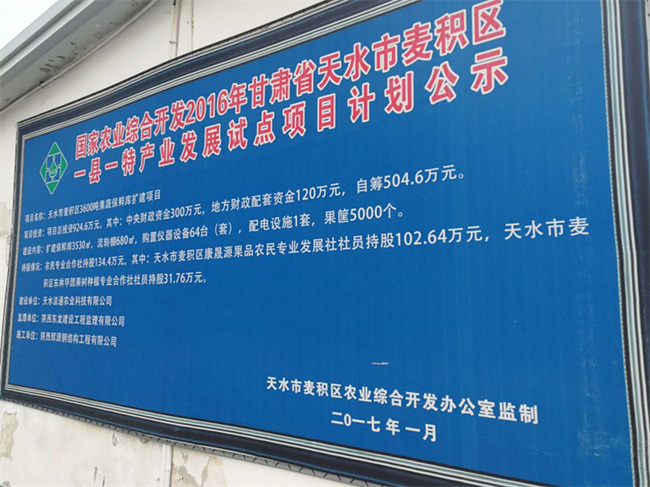 国家农业综合开发2016年甘肃省天水市麦积区
一县一特产业发展试点项目计划公示
项目名称：天水市麦积区3600吨果蔬保鲜库扩建项目
项目投资：项目总投资924.6万元，其中：中央财政资金300万元，地方财政配套资金120万元，自筹504.6万元。
建设内容：扩建保鲜库3530㎡，流转棚680㎡，购置仪器设备64台（套），配电设施1套，果筐5000个。
持股情况：农民专业合作社持股134.4万元，其中：天水市麦积区康晟源果品农民专业发展社社员持股102.64万元，天水市麦
积区东林甲园果树种植专业合作社社员持股31.76万元。
建设单位：天水浩通农业科技有限公司
监理单位：陕西东龙建设工程监理有限公司
施工单位：陕西辉源钢结构工程有限公司
天水市麦积区农业综合开发办公室监制
二〇一七年一月